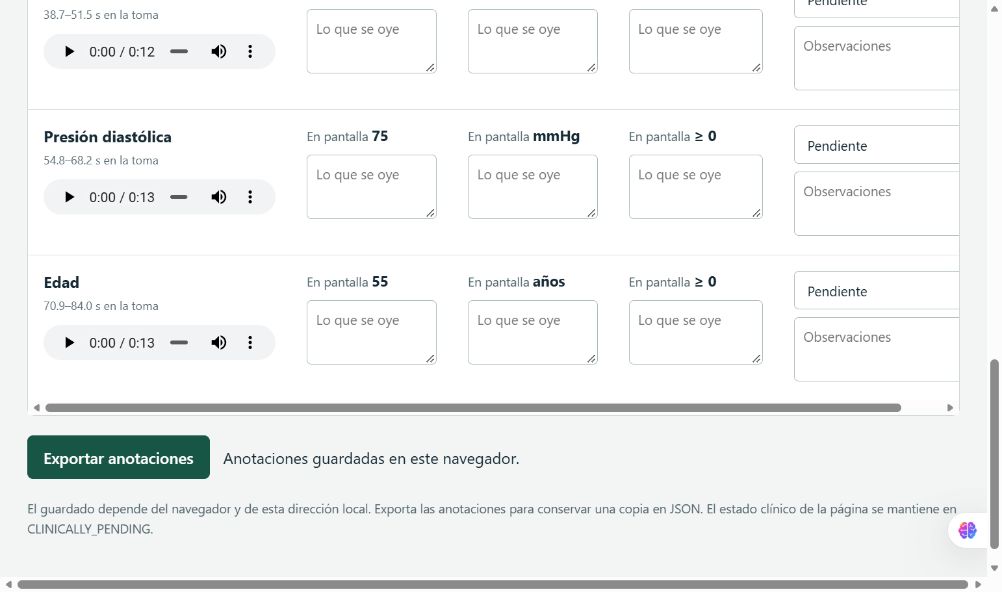 38.7–51.5 s en la toma
Lo que se oye
Lo que se oye
Lo que se oye
Pendiente
0:00 / 0:12
Observaciones
Presión diastólica
En pantalla 75
En pantalla mmHg
En pantalla ≥ 0
54.8–68.2 s en la toma
Pendiente
Lo que se oye
Lo que se oye
Lo que se oye
0:00 / 0:13
Observaciones
Edad
En pantalla 55
En pantalla años
En pantalla ≥ 0
70.9–84.0 s en la toma
Pendiente
Lo que se oye
Lo que se oye
Lo que se oye
0:00 / 0:13
Observaciones
Exportar anotaciones
Anotaciones guardadas en este navegador.
El guardado depende del navegador y de esta dirección local. Exporta las anotaciones para conservar una copia en JSON. El estado clínico de la página se mantiene en
CLINICALLY_PENDING.